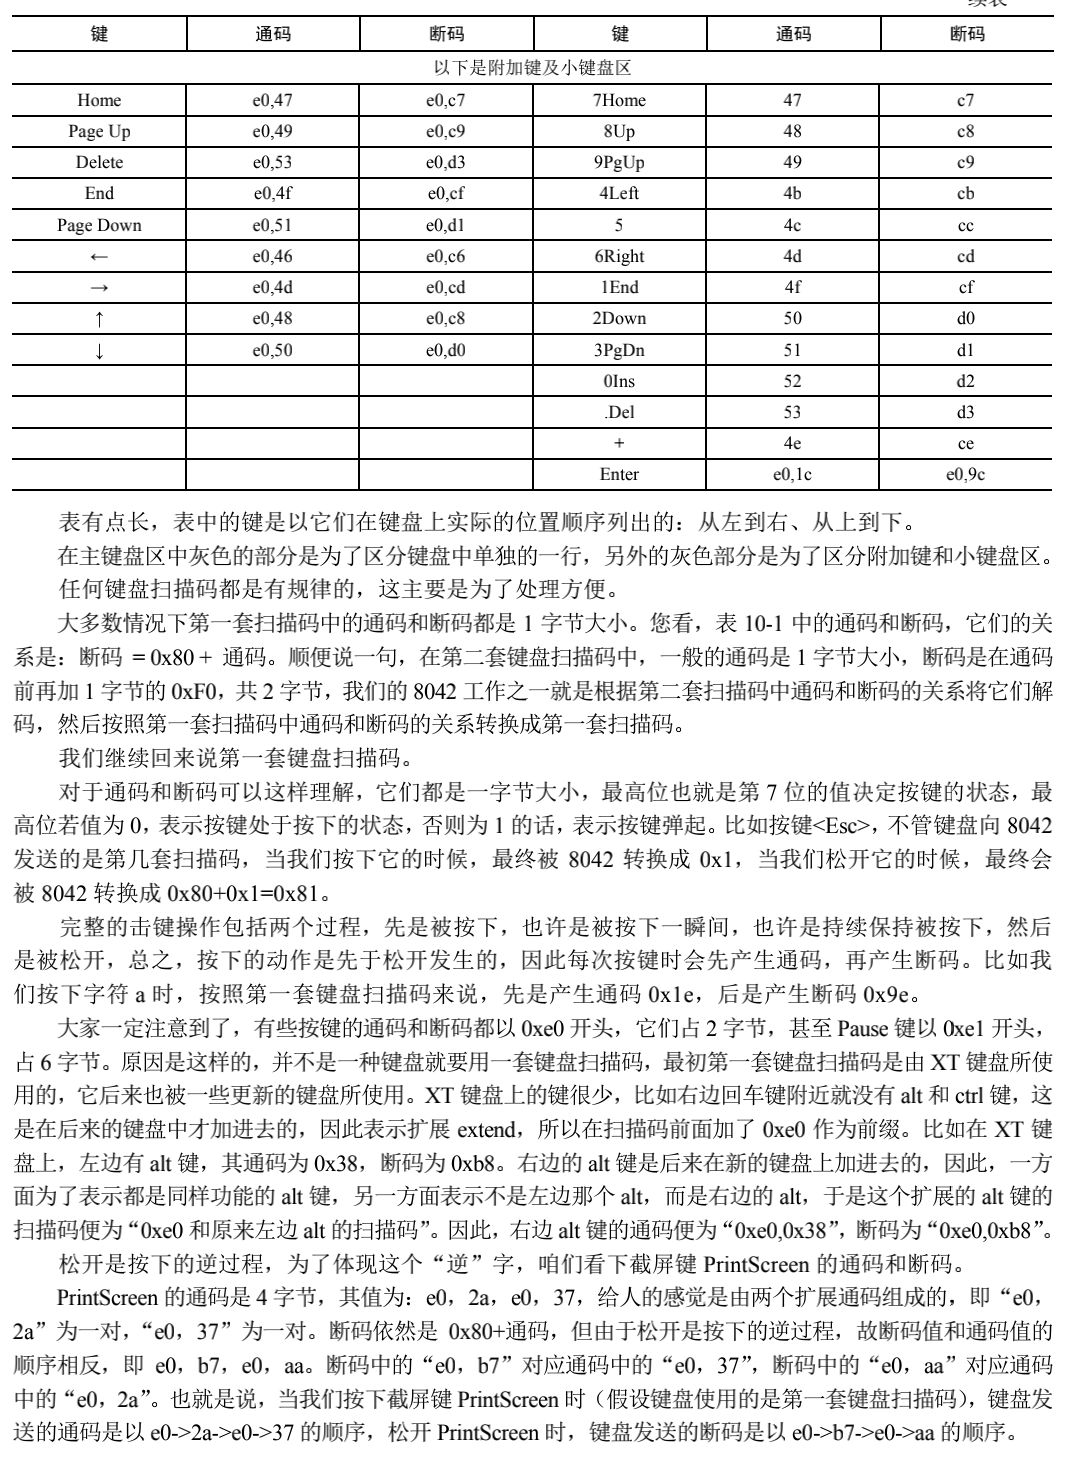 键 通码 断码 键 通码 断码
以下是附加键及小键盘区
Home e0,47 e0,c7 7Home 47 c7
Page Up e0,49 e0,c9 8Up 48 c8
Delete e0,53 e0,d3 9PgUp 49 c9
End e0,4f e0,cf 4Left 4b cb
Page Down e0,51 e0,d1 5 4c cc
← e0,46 e0,c6 6Right 4d cd
→ e0,4d e0,cd 1End 4f cf
↑ e0,48 e0,c8 2Down 50 d0
↓ e0,50 e0,d0 3PgDn 51 d1
0Ins 52 d2
.Del 53 d3
+ 4e ce
Enter e0,1c e0,9c
表有点长，表中的键是以它们在键盘上实际的位置顺序列出的：从左到右、从上到下。
在主键盘区中灰色的部分是为了区分键盘中单独的一行，另外的灰色部分是为了区分附加键和小键盘区。
任何键盘扫描码都是有规律的，这主要是为了处理方便。
大多数情况下第一套扫描码中的通码和断码都是 1 字节大小。您看，表 10-1 中的通码和断码，它们的关
系是：断码 = 0x80 + 通码。顺便说一句，在第二套键盘扫描码中，一般的通码是 1 字节大小，断码是在通码
前再加 1 字节的 0xF0，共 2 字节，我们的 8042 工作之一就是根据第二套扫描码中通码和断码的关系将它们解
码，然后按照第一套扫描码中通码和断码的关系转换成第一套扫描码。
我们继续回来说第一套键盘扫描码。
对于通码和断码可以这样理解，它们都是一字节大小，最高位也就是第 7 位的值决定按键的状态，最
高位若值为 0，表示按键处于按下的状态，否则为 1 的话，表示按键弹起。比如按键<Esc>，不管键盘向 8042
发送的是第几套扫描码，当我们按下它的时候，最终被 8042 转换成 0x1，当我们松开它的时候，最终会
被 8042 转换成 0x80+0x1=0x81。
完整的击键操作包括两个过程，先是被按下，也许是被按下一瞬间，也许是持续保持被按下，然后
是被松开，总之，按下的动作是先于松开发生的，因此每次按键时会先产生通码，再产生断码。比如我
们按下字符 a 时，按照第一套键盘扫描码来说，先是产生通码 0x1e，后是产生断码 0x9e。
大家一定注意到了，有些按键的通码和断码都以 0xe0 开头，它们占 2 字节，甚至 Pause 键以 0xe1 开头，
占 6 字节。原因是这样的，并不是一种键盘就要用一套键盘扫描码，最初第一套键盘扫描码是由 XT 键盘所使
用的，它后来也被一些更新的键盘所使用。XT 键盘上的键很少，比如右边回车键附近就没有 alt 和 ctrl 键，这
是在后来的键盘中才加进去的，因此表示扩展 extend，所以在扫描码前面加了 0xe0 作为前缀。比如在 XT 键
盘上，左边有 alt 键，其通码为 0x38，断码为 0xb8。右边的 alt 键是后来在新的键盘上加进去的，因此，一方
面为了表示都是同样功能的 alt 键，另一方面表示不是左边那个 alt，而是右边的 alt，于是这个扩展的 alt 键的
扫描码便为“0xe0 和原来左边 alt 的扫描码”。因此，右边 alt 键的通码便为“0xe0,0x38”，断码为“0xe0,0xb8”。
松开是按下的逆过程，为了体现这个“逆”字，咱们看下截屏键 PrintScreen 的通码和断码。
PrintScreen 的通码是 4 字节，其值为：e0，2a，e0，37，给人的感觉是由两个扩展通码组成的，即“e0，
2a”为一对，“e0，37”为一对。断码依然是 0x80+通码，但由于松开是按下的逆过程，故断码值和通码值的
顺序相反，即 e0，b7，e0，aa。断码中的“e0，b7”对应通码中的“e0，37”，断码中的“e0，aa”对应通码
中的“e0，2a”。也就是说，当我们按下截屏键 PrintScreen 时（假设键盘使用的是第一套键盘扫描码），键盘发
送的通码是以 e0->2a->e0->37 的顺序，松开 PrintScreen 时，键盘发送的断码是以 e0->b7->e0->aa 的顺序。